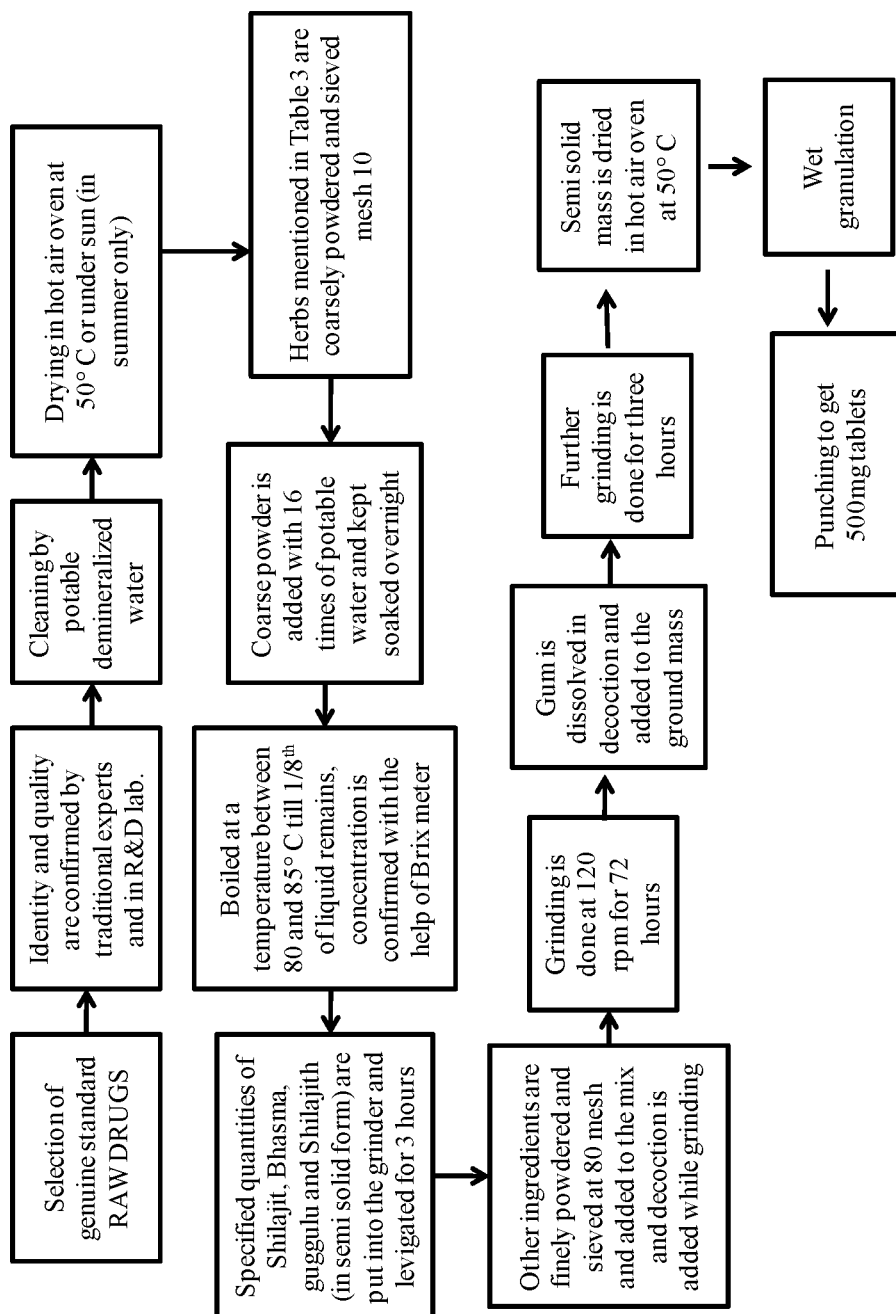 Selection of
genuine standard
RAW DRUGS
Identity and quality
are confirmed by
traditional experts
and in R&D lab.
Cleaning by
potable
demineralized
water
Drying in hot air oven at
50° C or under sun (in
summer only)
Herbs mentioned in Table 3 are
coarsely powdered and sieved
mesh 10
Coarse powder is
added with 16
times of potable
water and kept
soaked overnight
Boiled at a
temperature between
80 and 85° C till 1/8th
of liquid remains,
concentration is
confirmed with the
help of Brix meter
Specified quantities of
Shilajit, Bhasma,
guggulu and Shilajith
(in semi solid form) are
put into the grinder and
levigated for 3 hours
Other ingredients are
finely powdered and
sieved at 80 mesh
and added to the mix
and decoction is
added while grinding
Grinding is
done at 120
rpm for 72
hours
Gum is
dissolved in
decoction and
added to the
ground mass
Further
grinding is
done for three
hours
Semi solid
mass is dried
in hot air oven
at 50° C
Wet
granulation
Punching to get
500mg tablets